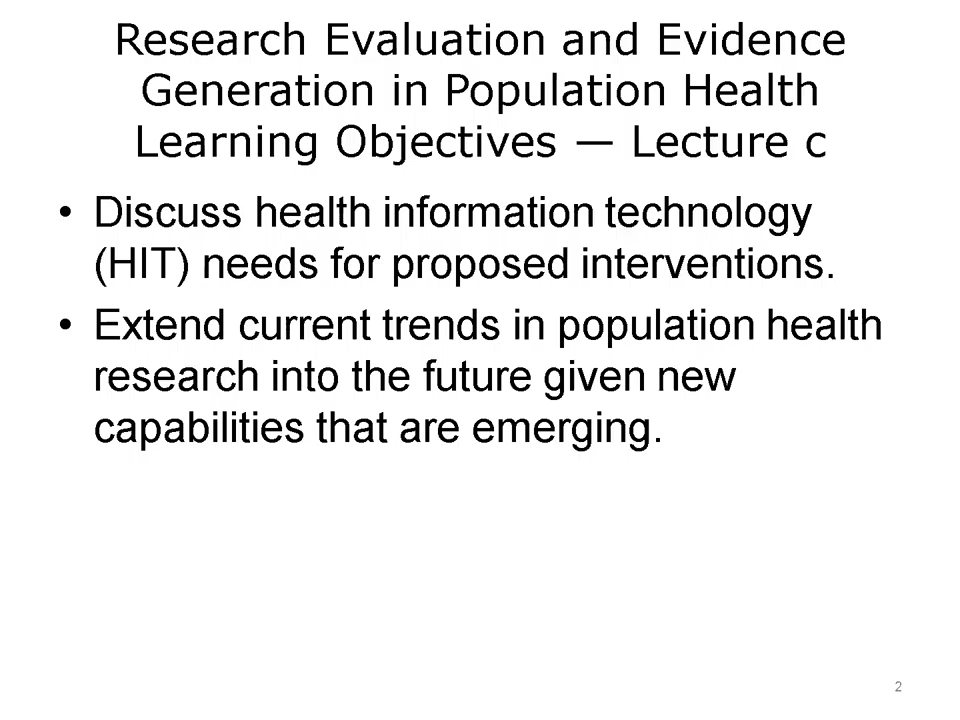 Research Evaluation and Evidence
Generation in Population Health
Learning Objectives — Lecture c
• Discuss health information technology
(HIT) needs for proposed interventions.
• Extend current trends in population health
research into the future given new
capabilities that are emerging.
2